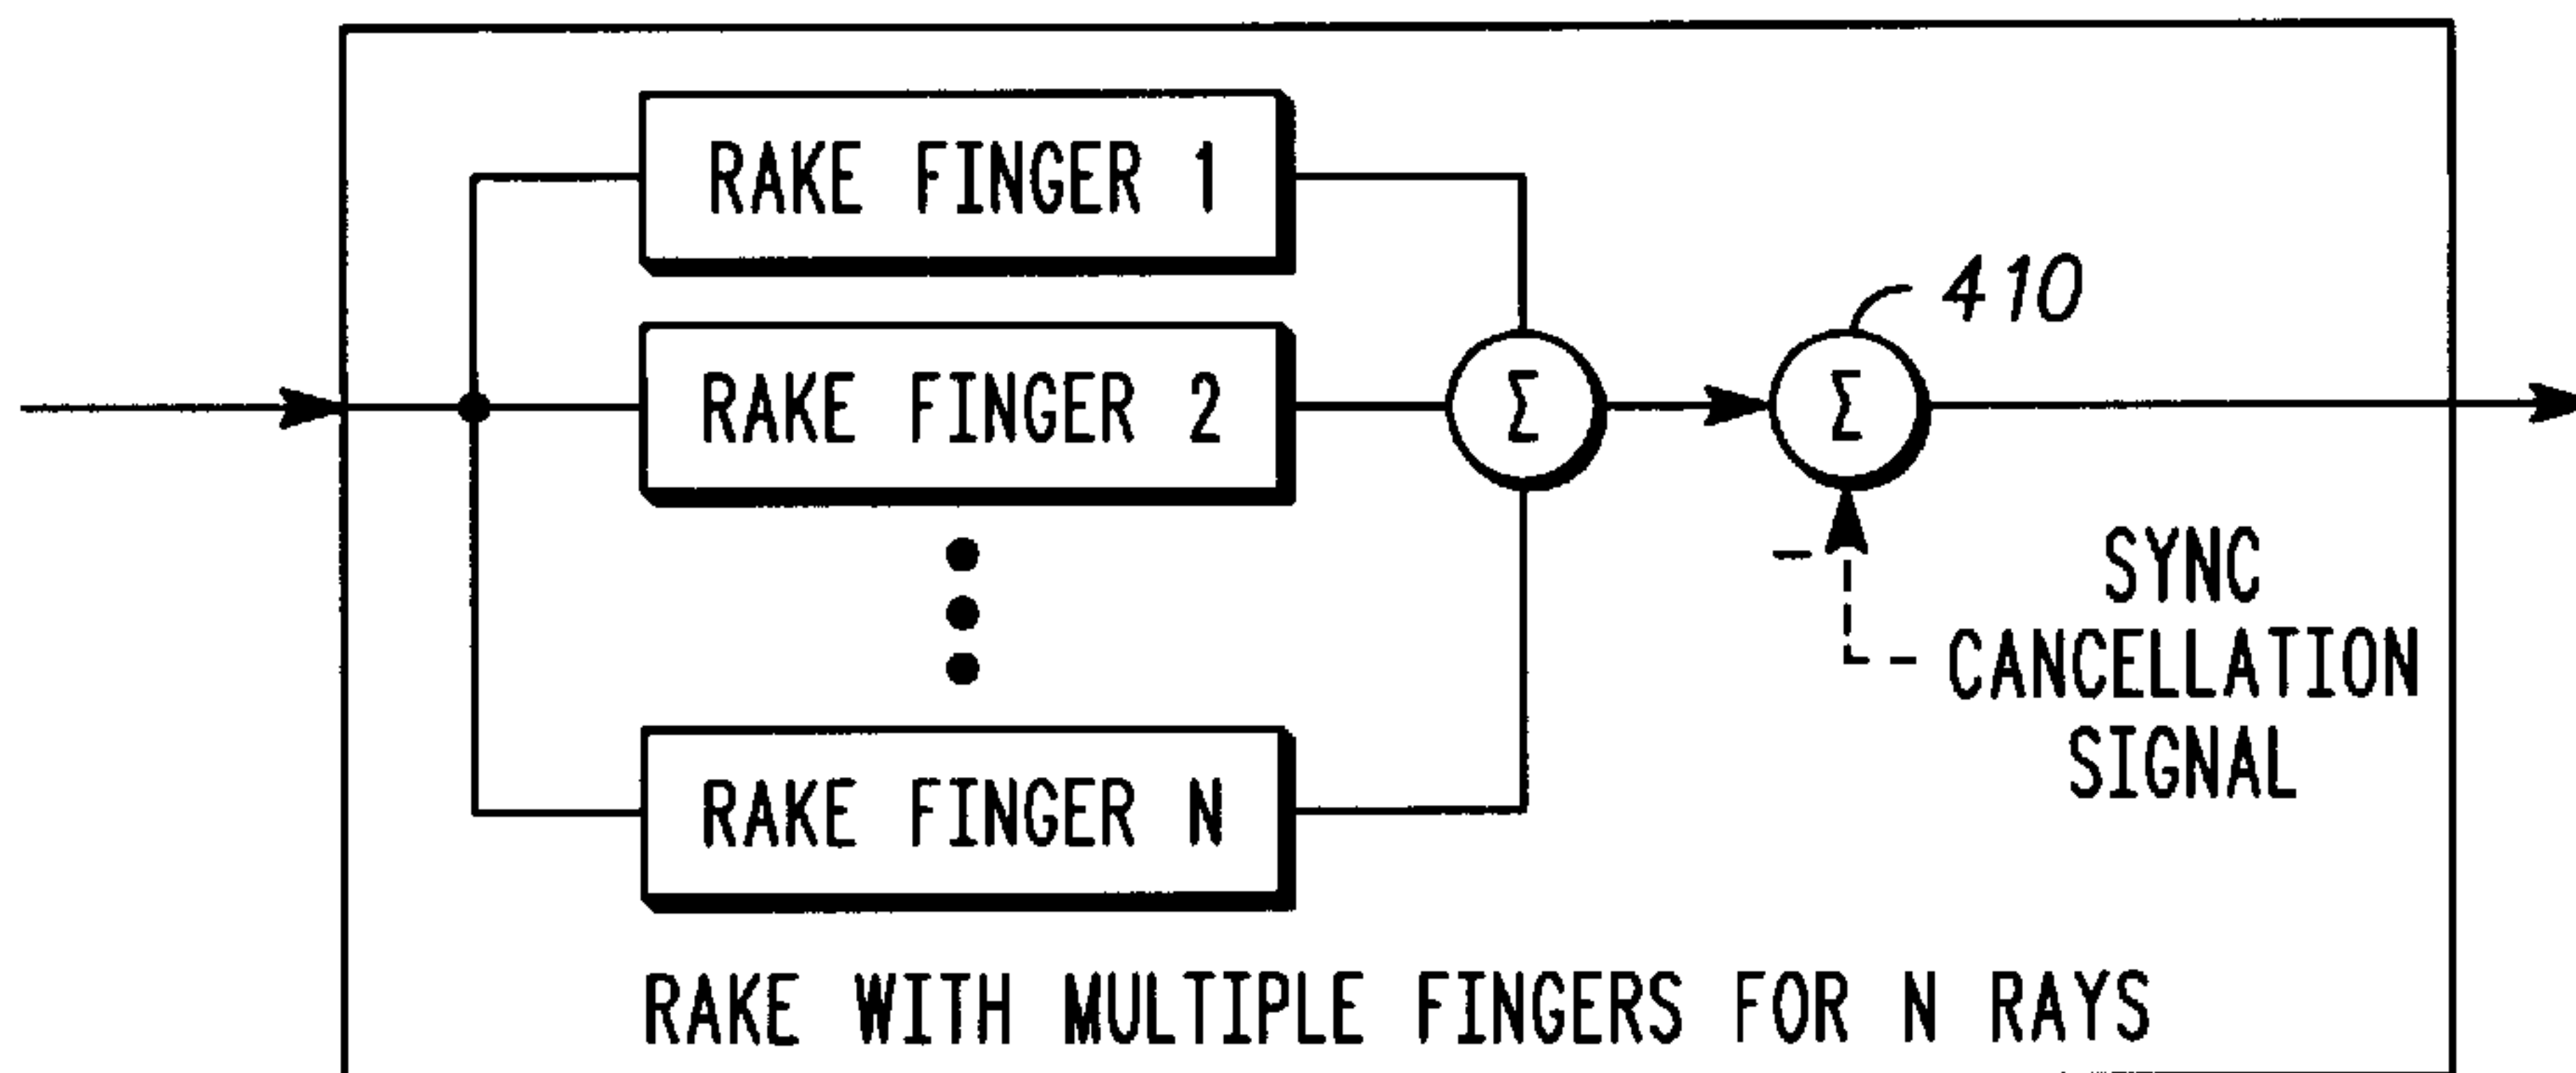 RAKE FINGER 1
410
RAKE FINGER 2
Σ
Σ
–
SYNC
CANCELLATION
SIGNAL
RAKE FINGER N
RAKE WITH MULTIPLE FINGERS FOR N RAYS